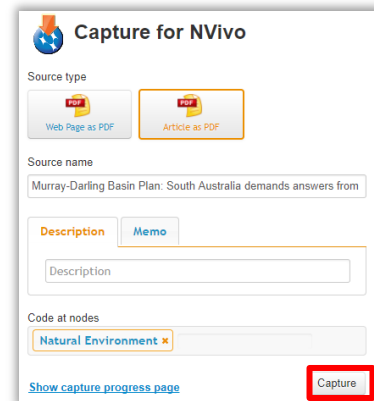 Capture for NVivo
Source type
PDF PDF
Web Page as PDF Article as PDF
Source name
Murray-Darling Basin Plan: South Australia demands answers from
Description Memo
Description
Code at nodes
Natural Environment ×
Show capture progress page Capture